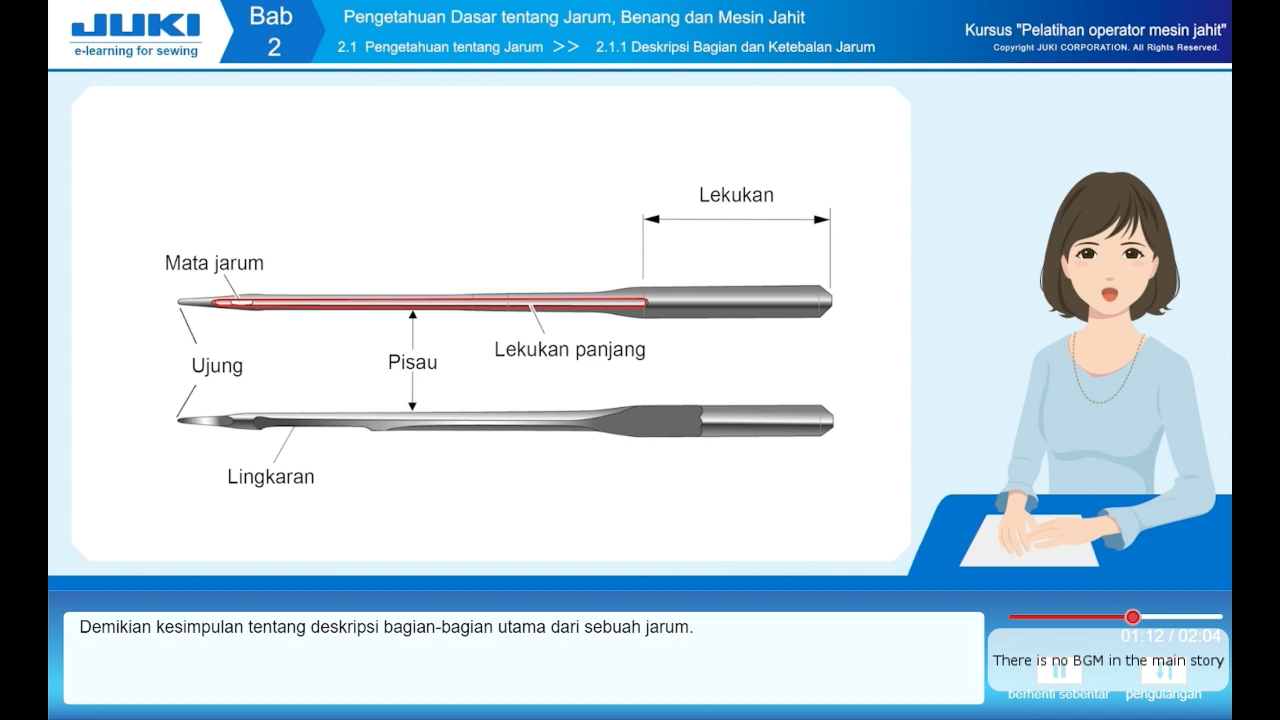 JUKI
e-learning for sewing
Bab
2
Pengetahuan Dasar tentang Jarum, Benang dan Mesin Jahit
2.1 Pengetahuan tentang Jarum >> 2.1.1 Deskripsi Bagian dan Ketebalan Jarum
Kursus "Pelatihan operator mesin jahit"
Copyright JUKI CORPORATION. All Rights Reserved.
Lekukan
Mata jarum
Lekukan panjang
Ujung
Pisau
Lingkaran
Demikian kesimpulan tentang deskripsi bagian-bagian utama dari sebuah jarum.
01:12 / 02:04
There is no BGM in the main story
berhenti sebentar
pengulangan